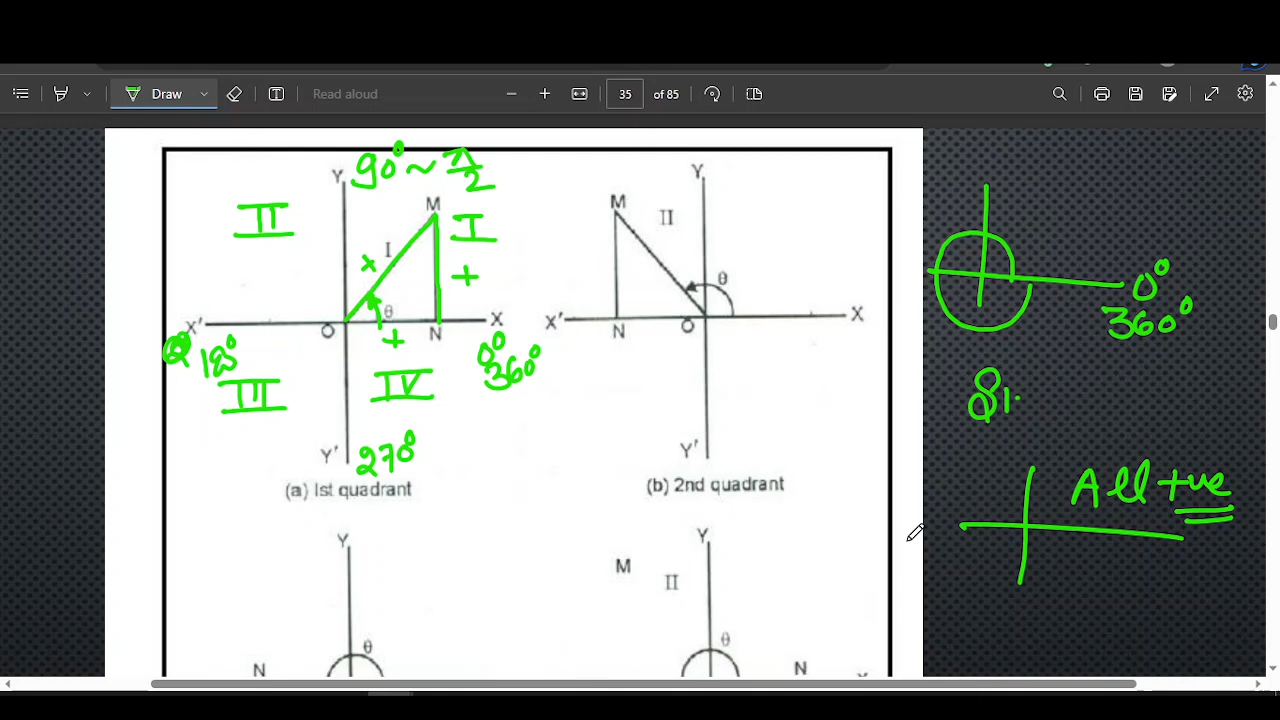 Draw
Read aloud
35 of 85
Y 90° ~ π/2
II
M
I
I
+
+
θ
+
X'
O
N
X
180°
0°
360°
III
IV
Y' 270°
(a) Ist quadrant
Y
M
II
θ
X'
N
O
X
Y'
(b) 2nd quadrant
Y
θ
N
Y
M
II
θ
N
0°
360°
All +ve